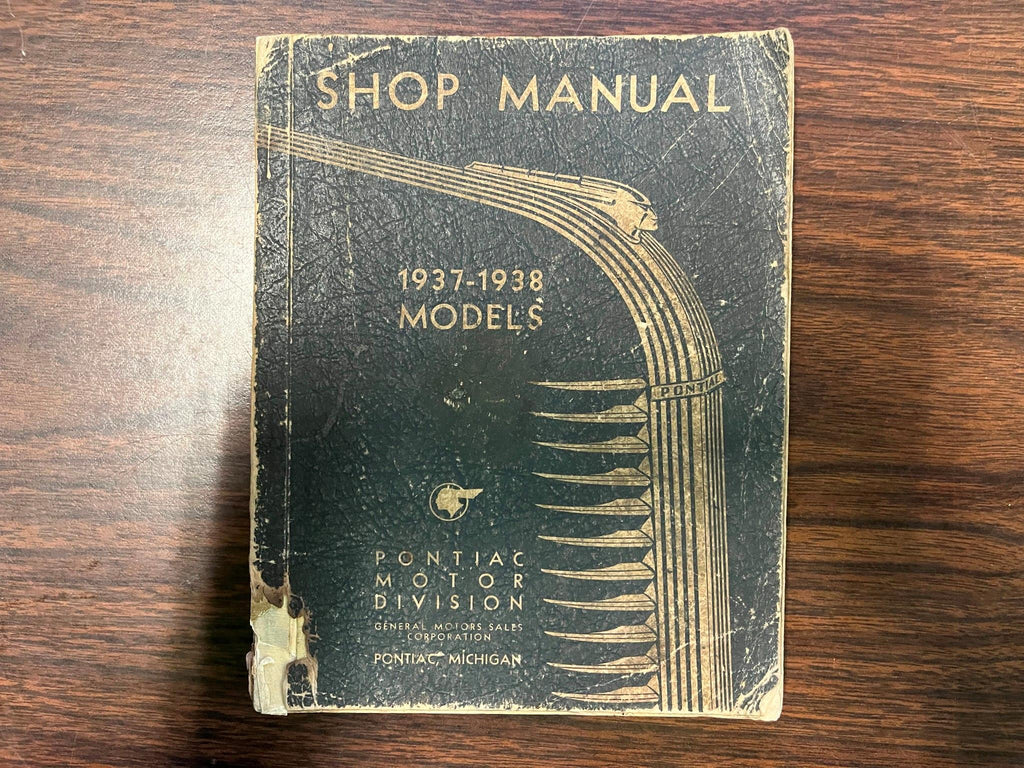 SHOP MANUAL
1937-1938
MODELS
PONTIAC
PONTIAC
MOTOR
DIVISION
GENERAL MOTORS SALES
CORPORATION
PONTIAC, MICHIGAN